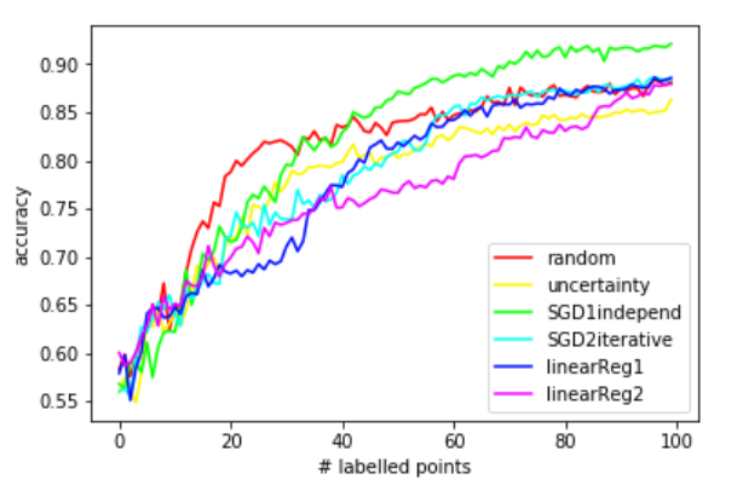 0.90
0.85
0.80
0.75
0.70
0.65
0.60
0.55
accuracy
0 20 40 60 80 100
# labelled points
random
uncertainty
SGD1independ
SGD2iterative
linearReg1
linearReg2